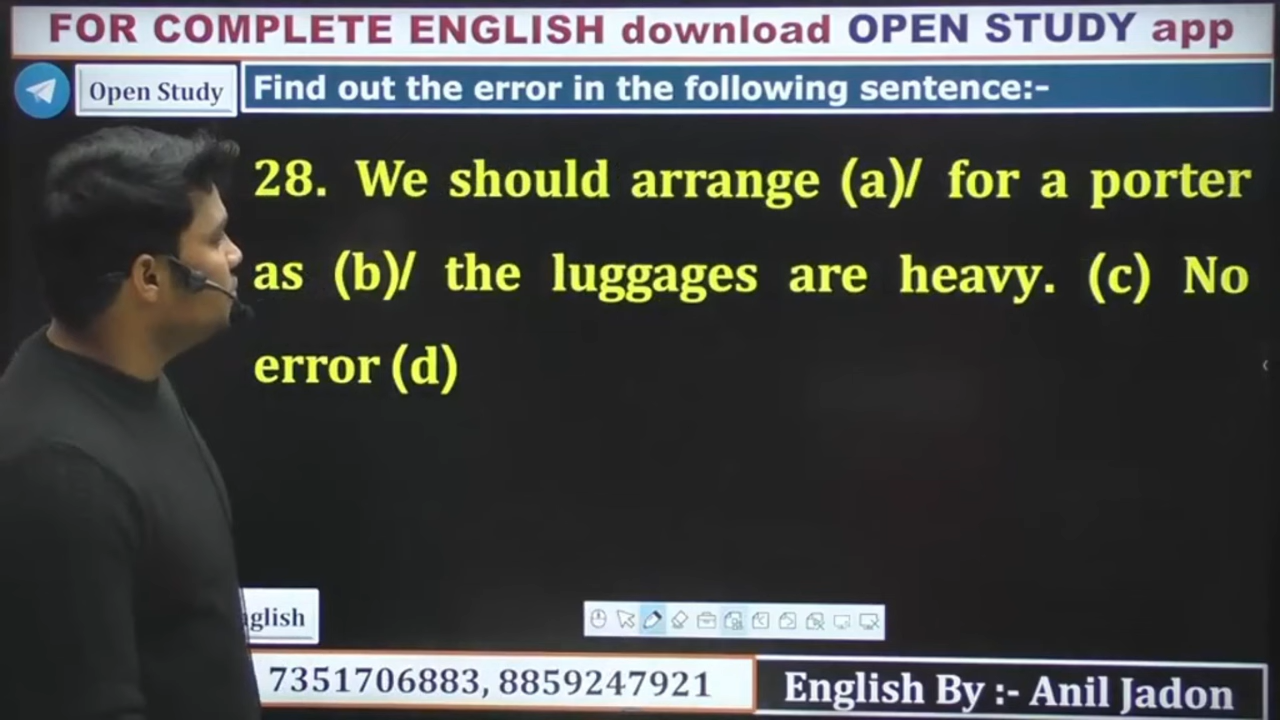 FOR COMPLETE ENGLISH download OPEN STUDY app
Open Study
Find out the error in the following sentence:-
28. We should arrange (a)/ for a porter
as (b)/ the luggages are heavy. (c) No
error (d)
glish
7351706883, 8859247921
English By :- Anil Jadon